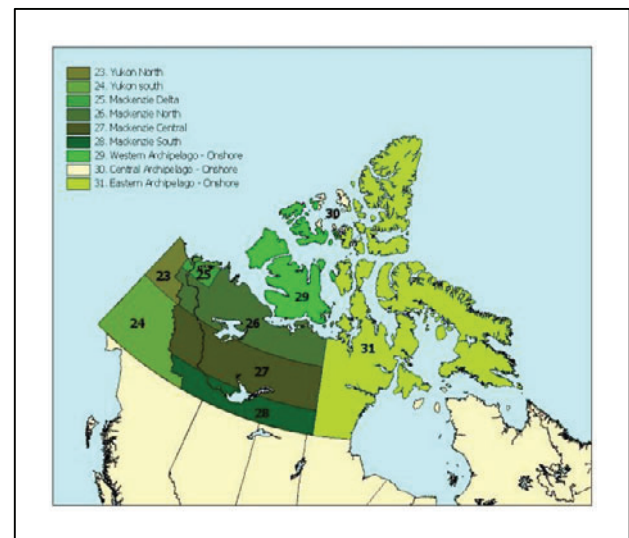 23. Yukon North
24. Yukon south
25. Mackenzie Delta
26. Mackenzie North
27. Mackenzie Central
28. Mackenzie South
29. Western Archipelago - Onshore
30. Central Archipelago - Onshore
31. Eastern Archipelago - Onshore
30
23
25
29
24
26
31
27
28